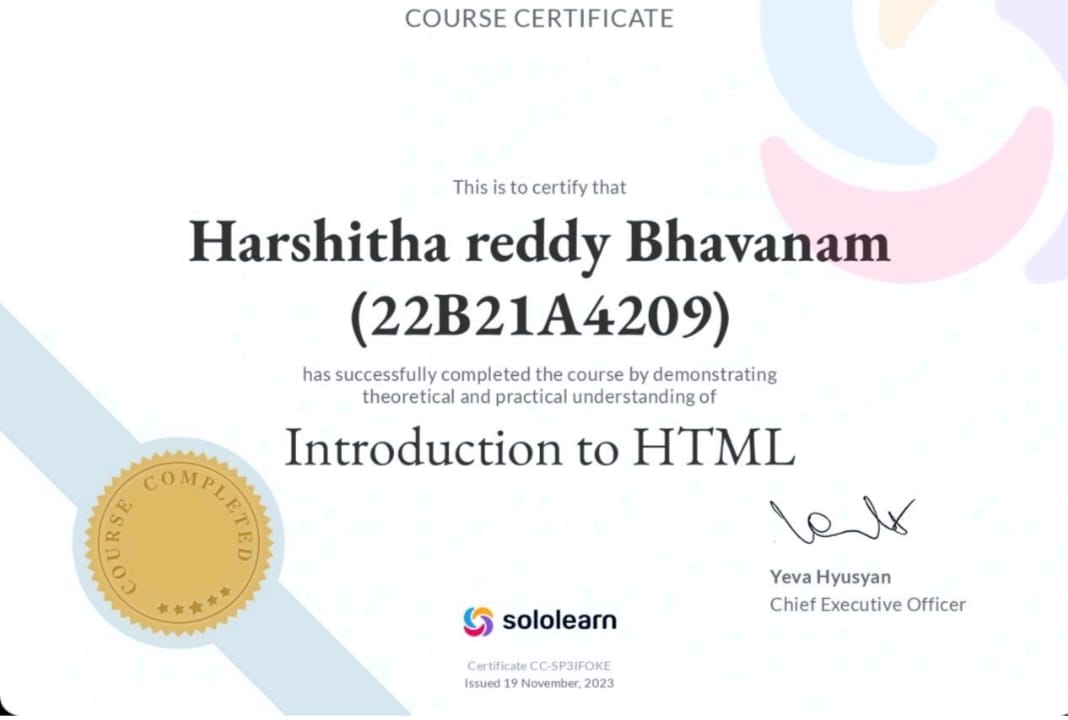 COURSE CERTIFICATE
This is to certify that
Harshitha reddy Bhavanam
(22B21A4209)
has successfully completed the course by demonstrating
theoretical and practical understanding of
Introduction to HTML
COURSE COMPLETED
Yeva Hyusyan
Chief Executive Officer
sololearn
Certificate CC-SP3IFOKE
Issued 19 November, 2023